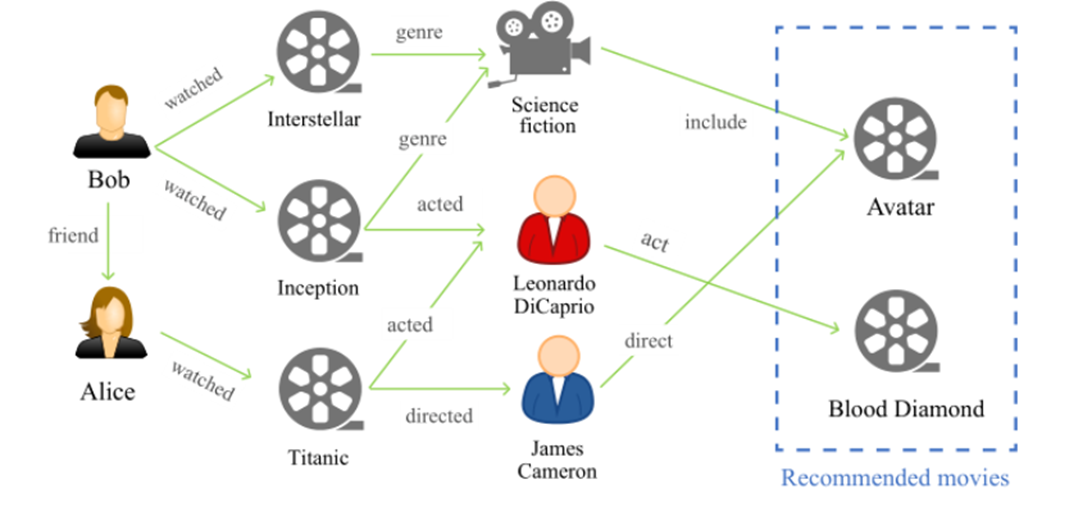 genre
watched
Interstellar
Science
fiction
include
genre
Bob
watched
acted
Avatar
friend
act
Inception
Leonardo
DiCaprio
acted
direct
Alice
watched
directed
Blood Diamond
Titanic
James
Cameron
Recommended movies